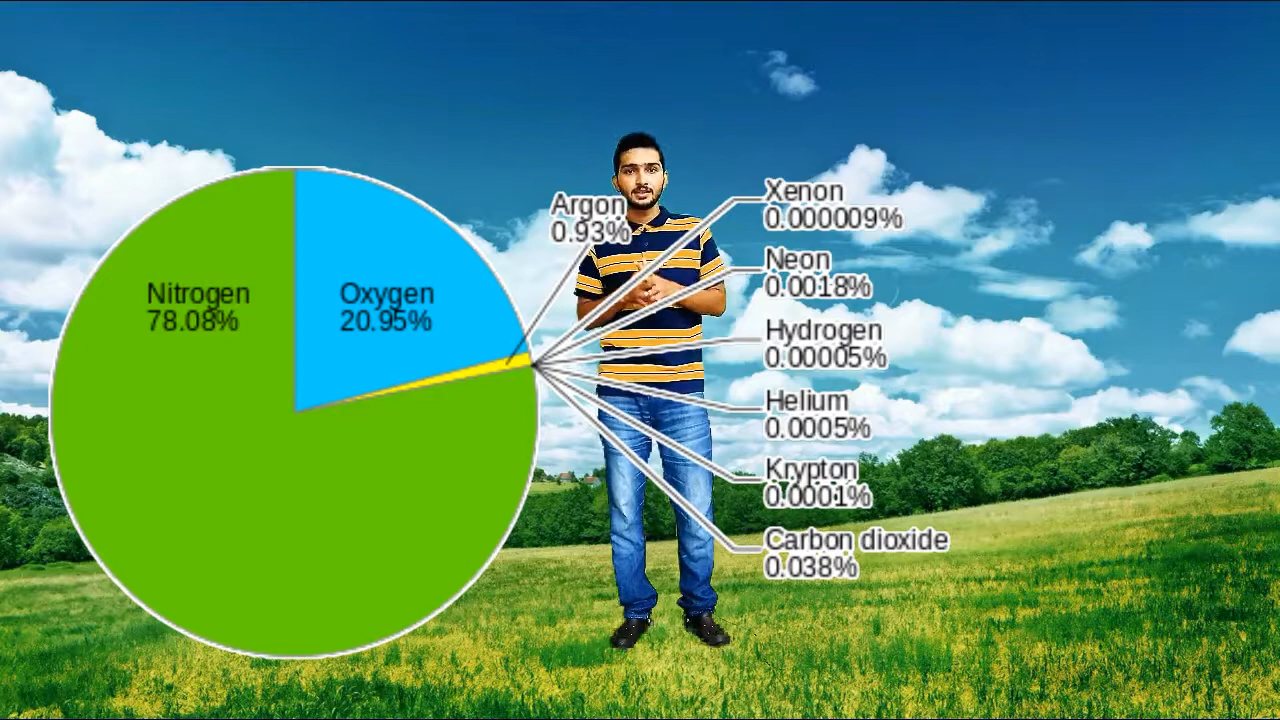 Nitrogen
78.08%
Oxygen
20.95%
Argon
0.93%
Xenon
0.000009%
Neon
0.0018%
Hydrogen
0.00005%
Helium
0.0005%
Krypton
0.0001%
Carbon dioxide
0.038%